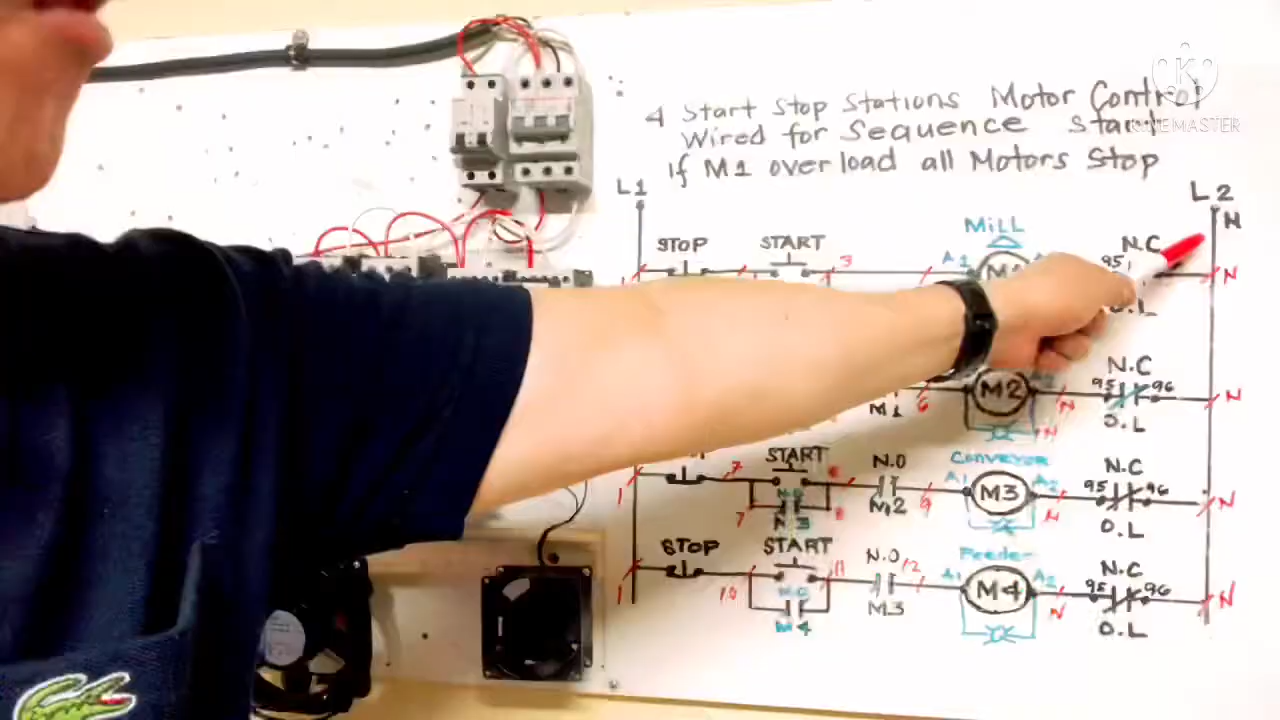 4 Start Stop Stations Motor Control
Wired for Sequence Start
If M1 overload all Motors Stop
L1
L2
N
MiLL
STOP
START
3
A1
N.C
95
N
O.L
N.C
M1
6
M2
N
95
96
N
N
O.L
START
N.O
Conveyor
N.C
1
7
8
A1
M3
A2
95
96
N
7
N.O
8
M2
9
N
O.L
STOP
START
N.O
Feeder
N.C
1
10
11
12
A1
M4
A2
95
96
N
M4
M3
N
O.L